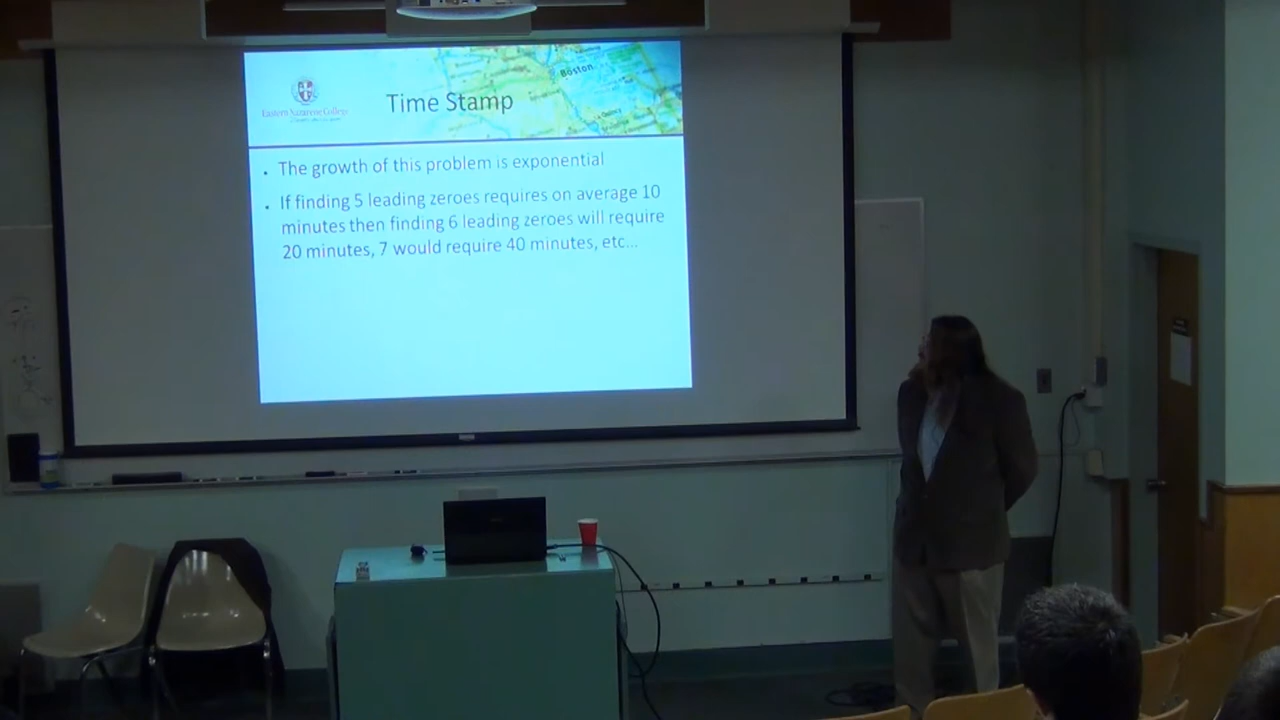 Boston
Eastern Nazarene College
Time Stamp
• The growth of this problem is exponential
• If finding 5 leading zeroes requires on average 10
minutes then finding 6 leading zeroes will require
20 minutes, 7 would require 40 minutes, etc...